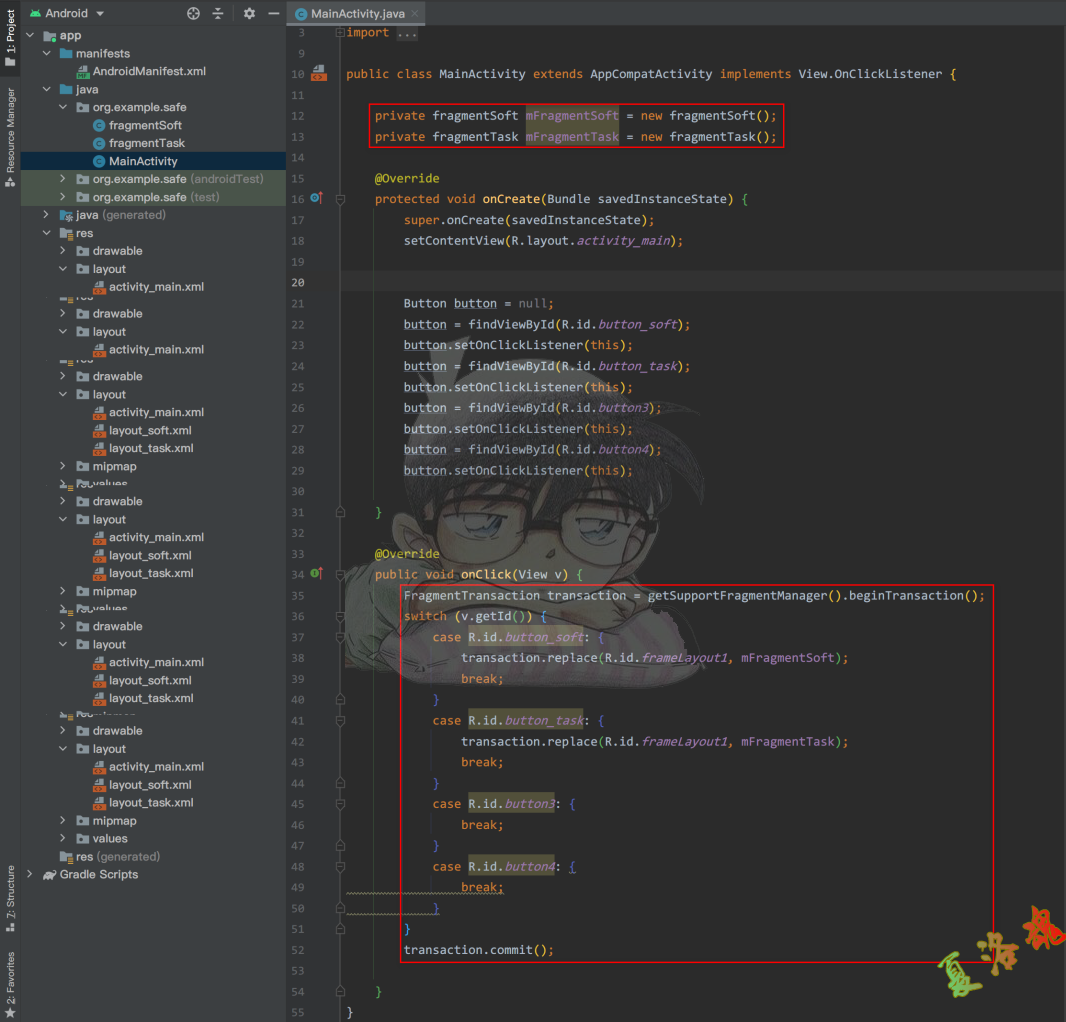 Android
1: Project
Resource Manager
Z: Structure
2: Favorites
app
manifests
AndroidManifest.xml
java
org.example.safe
fragmentSoft
fragmentTask
MainActivity
org.example.safe (androidTest)
org.example.safe (test)
java (generated)
res
drawable
layout
activity_main.xml
drawable
layout
activity_main.xml
drawable
layout
activity_main.xml
layout_soft.xml
layout_task.xml
mipmap
values
drawable
layout
activity_main.xml
layout_soft.xml
layout_task.xml
mipmap
values
drawable
layout
activity_main.xml
layout_soft.xml
layout_task.xml
drawable
layout
activity_main.xml
layout_soft.xml
layout_task.xml
mipmap
values
res (generated)
Gradle Scripts
MainActivity.java
3 import ...
9
10 public class MainActivity extends AppCompatActivity implements View.OnClickListener {
11
12 private fragmentSoft mFragmentSoft = new fragmentSoft();
13 private fragmentTask mFragmentTask = new fragmentTask();
14
15 @Override
16 protected void onCreate(Bundle savedInstanceState) {
17 super.onCreate(savedInstanceState);
18 setContentView(R.layout.activity_main);
19
20
21 Button button = null;
22 button = findViewById(R.id.button_soft);
23 button.setOnClickListener(this);
24 button = findViewById(R.id.button_task);
25 button.setOnClickListener(this);
26 button = findViewById(R.id.button3);
27 button.setOnClickListener(this);
28 button = findViewById(R.id.button4);
29 button.setOnClickListener(this);
30
31 }
32
33 @Override
34 public void onClick(View v) {
35 FragmentTransaction transaction = getSupportFragmentManager().beginTransaction();
36 switch (v.getId()) {
37 case R.id.button_soft: {
38 transaction.replace(R.id.frameLayout1, mFragmentSoft);
39 break;
40 }
41 case R.id.button_task: {
42 transaction.replace(R.id.frameLayout1, mFragmentTask);
43 break;
44 }
45 case R.id.button3: {
46 break;
47 }
48 case R.id.button4: {
49 break;
50 }
51 }
52 transaction.commit();
53
54 }
55 }
夏洛